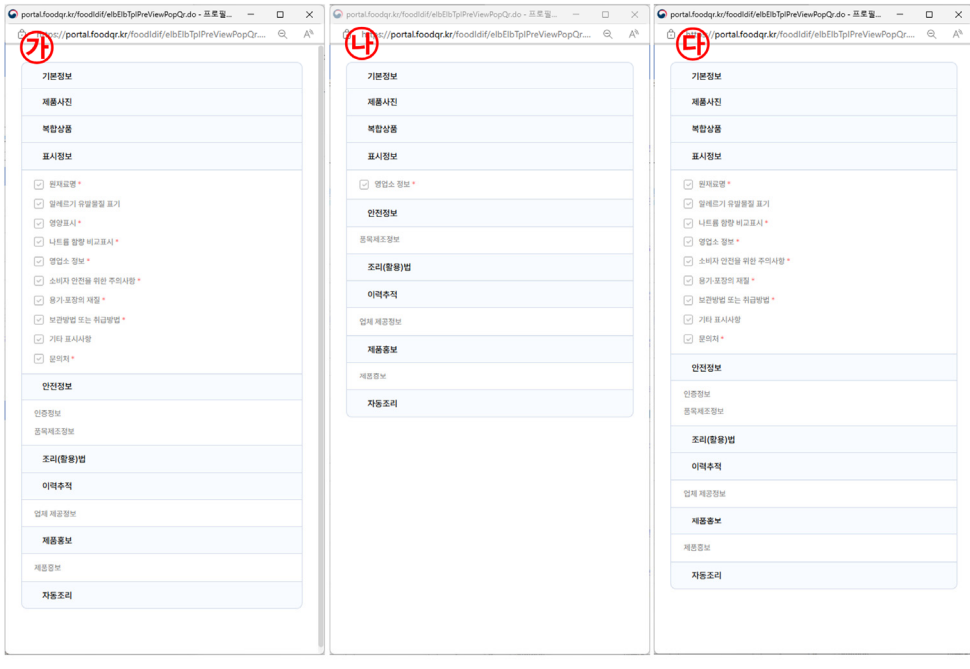 portal.foodqr.kr/foodIdif/elbElbTplPreViewPopQr.do - 프로필...
https://portal.foodqr.kr/foodIdif/elbElbTplPreViewPopQr....
가
기본정보
제품사진
복합상품
표시정보
원재료명 *
알레르기 유발물질 표기
영양표시 *
나트륨 함량 비교표시 *
영업소 정보 *
소비자 안전을 위한 주의사항 *
용기·포장의 재질 *
보관방법 또는 취급방법 *
기타 표시사항
문의처 *
안전정보
인증정보
품목제조정보
조리(활용)법
이력추적
업체 제공정보
제품홍보
제품홍보
자동조리
portal.foodqr.kr/foodIdif/elbElbTplPreViewPopQr.do - 프로필...
https://portal.foodqr.kr/foodIdif/elbElbTplPreViewPopQr....
나
기본정보
제품사진
복합상품
표시정보
영업소 정보 *
안전정보
품목제조정보
조리(활용)법
이력추적
업체 제공정보
제품홍보
제품홍보
자동조리
portal.foodqr.kr/foodIdif/elbElbTplPreViewPopQr.do - 프로필...
https://portal.foodqr.kr/foodIdif/elbElbTplPreViewPopQr....
다
기본정보
제품사진
복합상품
표시정보
원재료명 *
알레르기 유발물질 표기
나트륨 함량 비교표시 *
영업소 정보 *
소비자 안전을 위한 주의사항 *
용기·포장의 재질 *
보관방법 또는 취급방법 *
기타 표시사항
문의처 *
안전정보
인증정보
품목제조정보
조리(활용)법
이력추적
업체 제공정보
제품홍보
제품홍보
자동조리